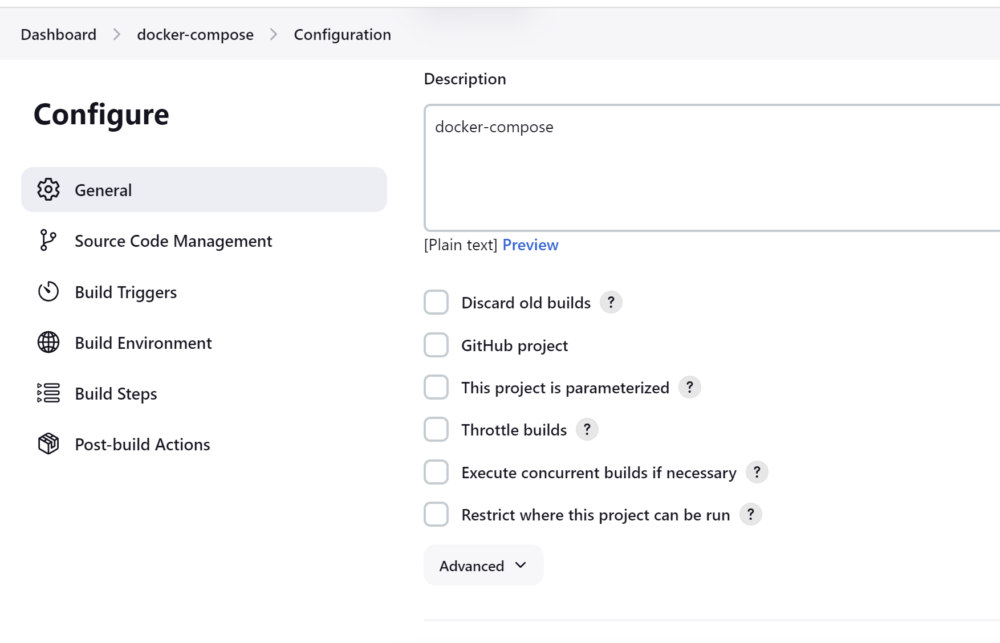 Dashboard > docker-compose > Configuration
Configure
General
Source Code Management
Build Triggers
Build Environment
Build Steps
Post-build Actions
Description
docker-compose
[Plain text] Preview
Discard old builds ?
GitHub project
This project is parameterized ?
Throttle builds ?
Execute concurrent builds if necessary ?
Restrict where this project can be run ?
Advanced